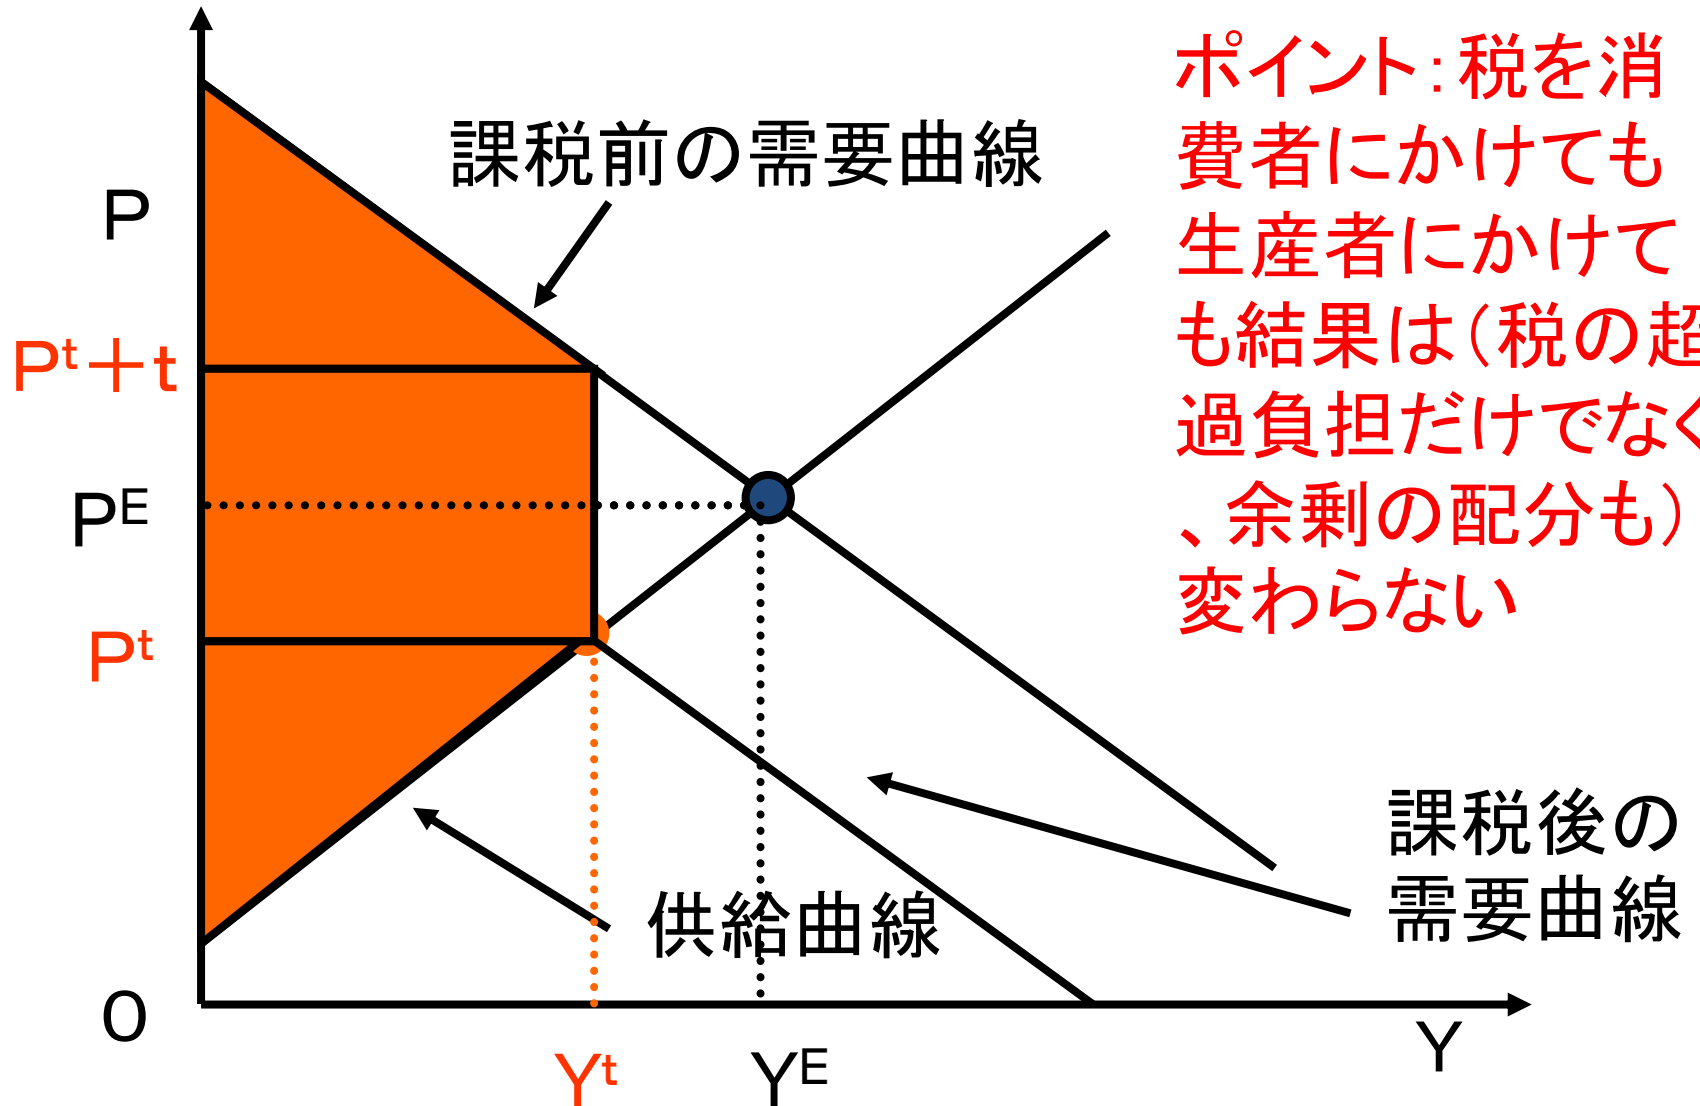 ポイント：税を消
費者にかけても
生産者にかけて
も結果は（税の超
過負担だけでなく
、余剰の配分も）
変わらない
課税前の需要曲線
P
Pᵗ＋t
Pᴱ
Pᵗ
課税後の
需要曲線
供給曲線
0
Y
Yᵗ
Yᴱ